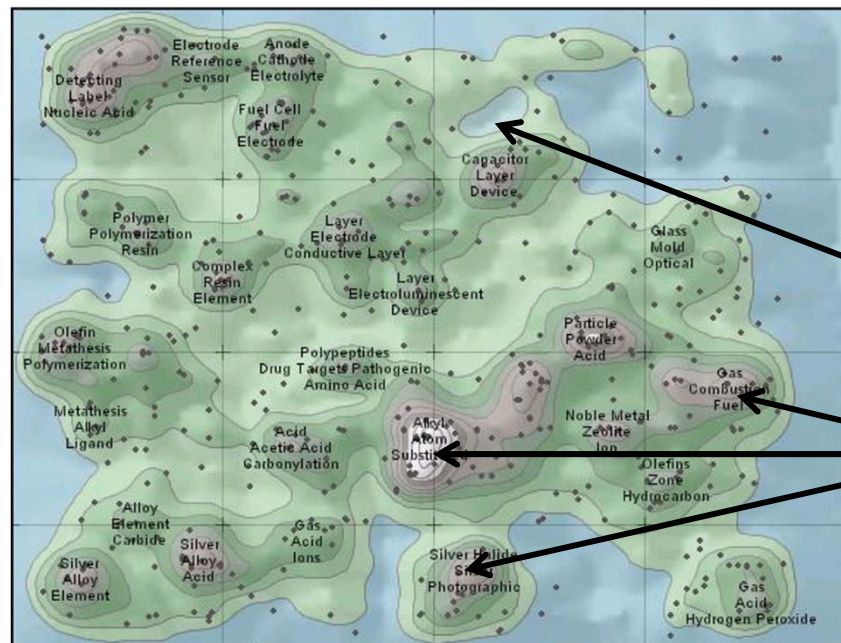 Electrode
Reference
Sensor
Anode
Cathode
Electrolyte
Detecting
Label
Nucleic Acid
Fuel Cell
Fuel
Electrode
Capacitor
Layer
Device
Polymer
Polymerization
Resin
Layer
Electrode
Conductive Layer
Glass
Mold
Optical
Complex
Resin
Element
Layer
Electroluminescent
Device
Olefin
Metathesis
Polymerization
Polypeptides
Drug Targets Pathogenic
Amino Acid
Particle
Powder
Acid
Gas
Combustion
Fuel
Metathesis
Alkyl
Ligand
Acid
Acetic Acid
Carbonylation
Alkyl
Atom
Noble Metal
Zeolite
Ion
Olefins
Zone
Hydrocarbon
Alloy
Element
Carbide
Silver
Alloy
Acid
Gas
Acid
Ions
Silver
Alloy
Element
Silver Halide
Silver
Photographic
Gas
Acid
Hydrogen Peroxide